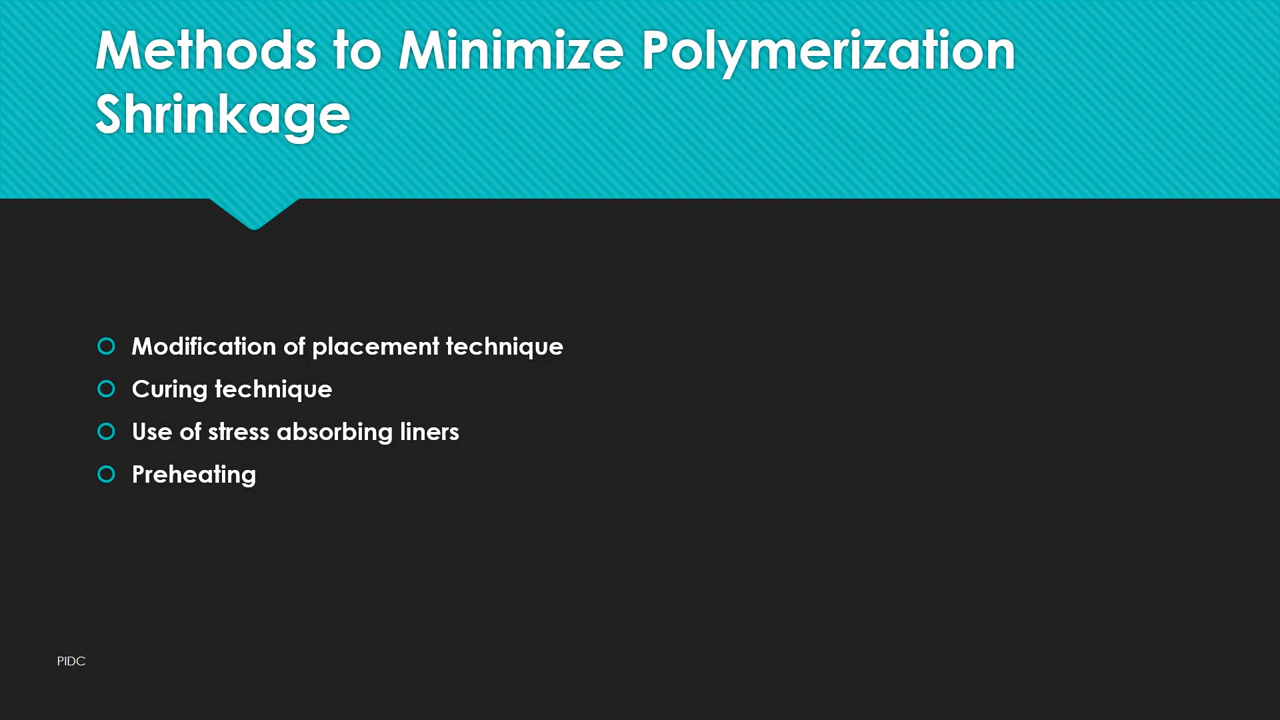 Methods to Minimize Polymerization
Shrinkage
Modification of placement technique
Curing technique
Use of stress absorbing liners
Preheating
PIDC